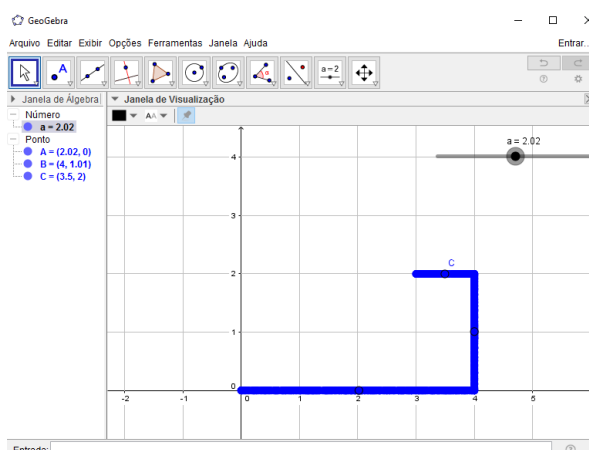 GeoGebra
Arquivo Editar Exibir Opções Ferramentas Janela Ajuda
Entrar...
A
a = 2
Janela de Álgebra
Janela de Visualização
Número
a = 2.02
Ponto
A = (2.02, 0)
B = (4, 1.01)
C = (3.5, 2)
AA
a = 2.02
4
3
C
2
1
0
-2 -1 0 1 2 3 4 5
Entrada: